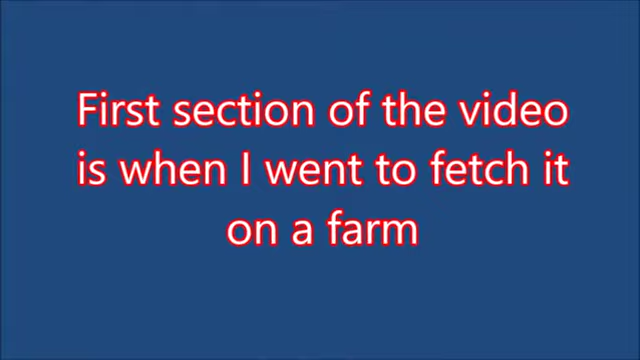 First section of the video
is when I went to fetch it
on a farm